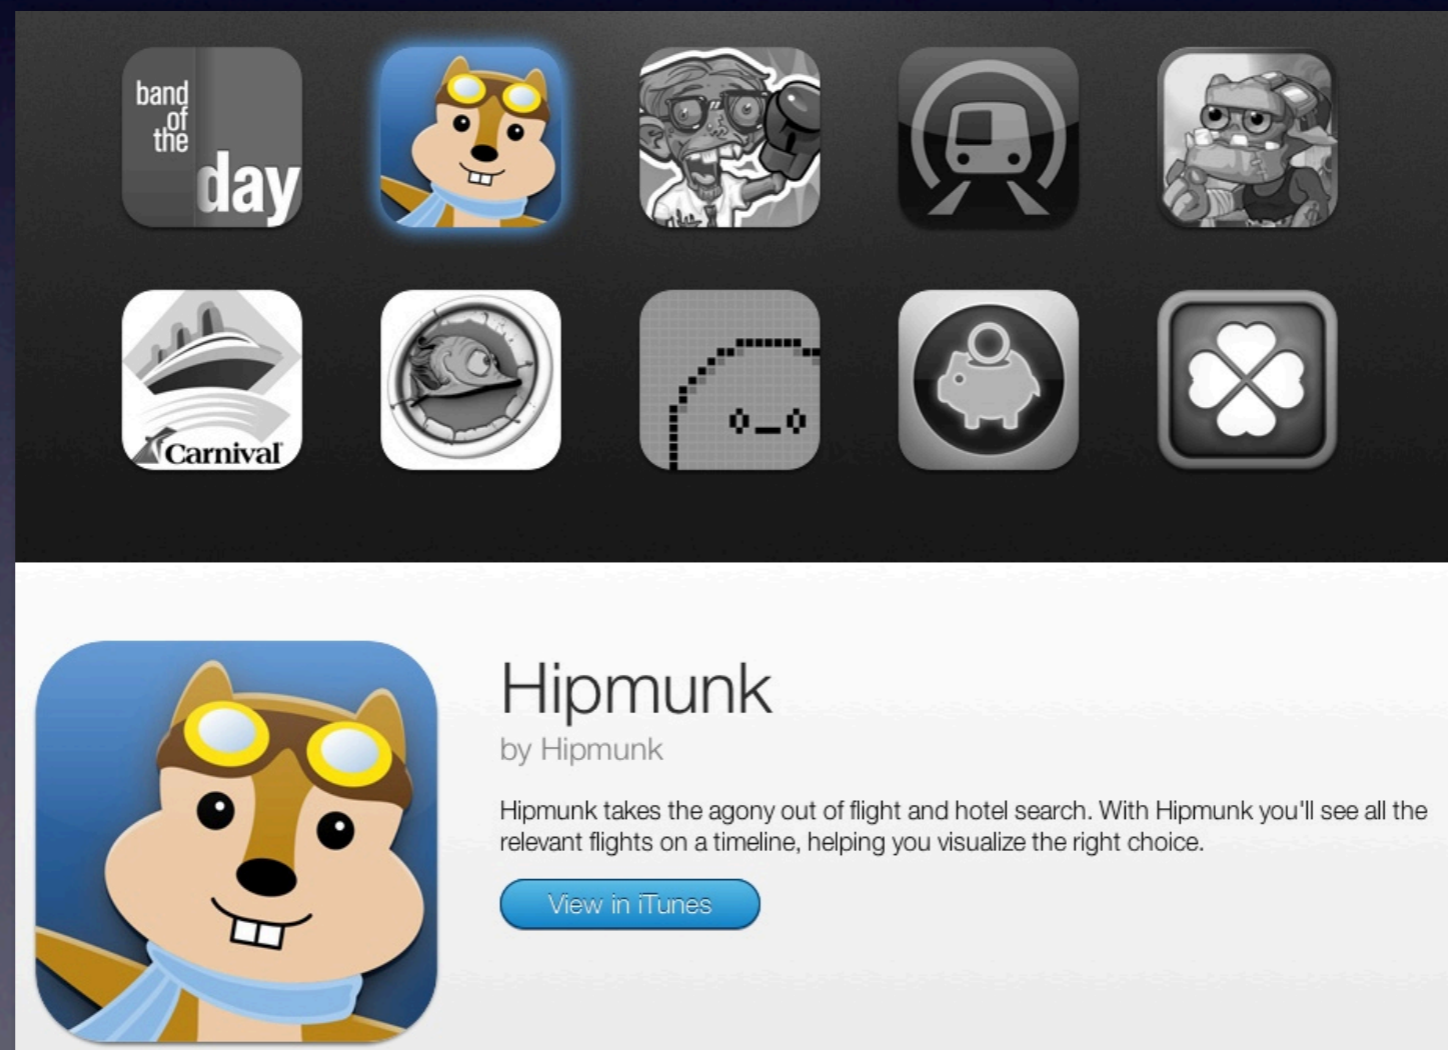 band
of
the
day
Carnival
Hipmunk
by Hipmunk
Hipmunk takes the agony out of flight and hotel search. With Hipmunk you'll see all the
relevant flights on a timeline, helping you visualize the right choice.
View in iTunes